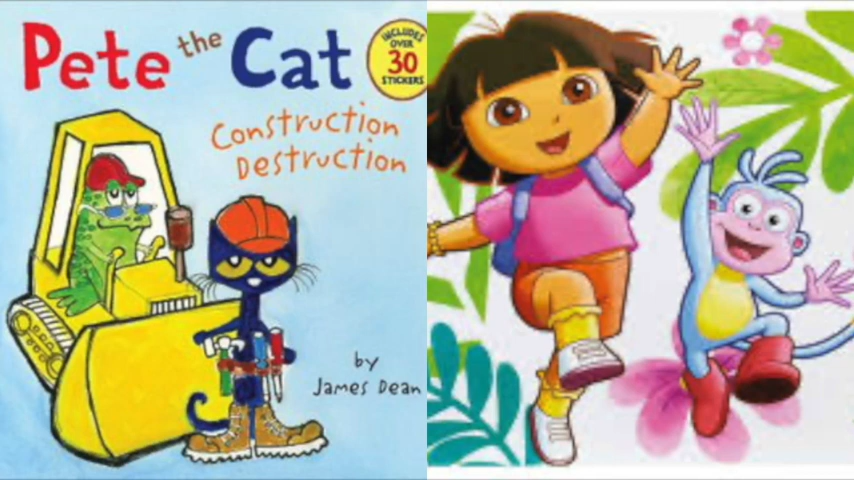 Pete the Cat
INCLUDES
OVER
30
STICKERS
Construction
Destruction
by
James Dean